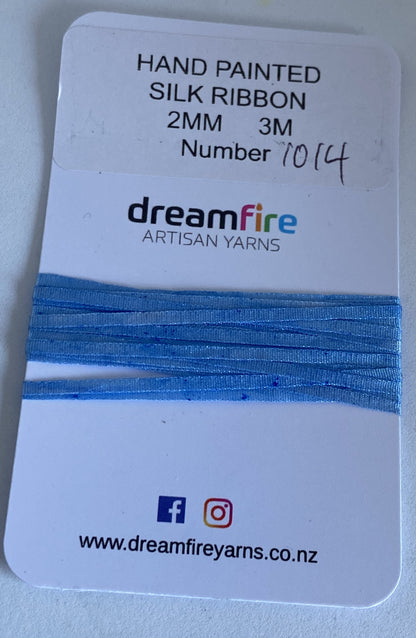 HAND PAINTED
SILK RIBBON
2MM 3M
Number 1014
dreamfire
ARTISAN YARNS
www.dreamfireyarns.co.nz